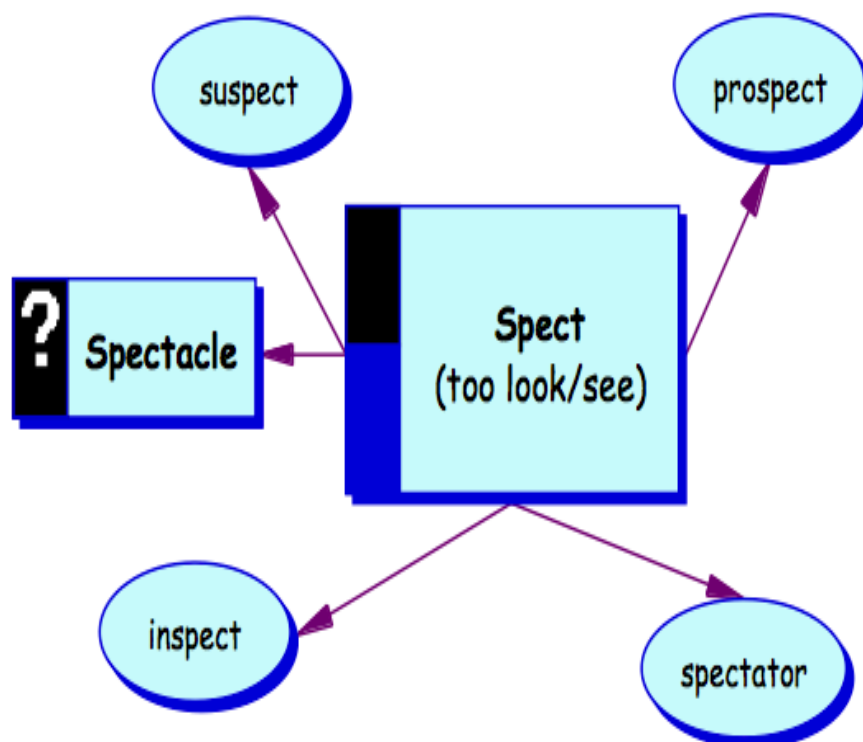 suspect
prospect
Spect
(too look/see)
?
Spectacle
inspect
spectator